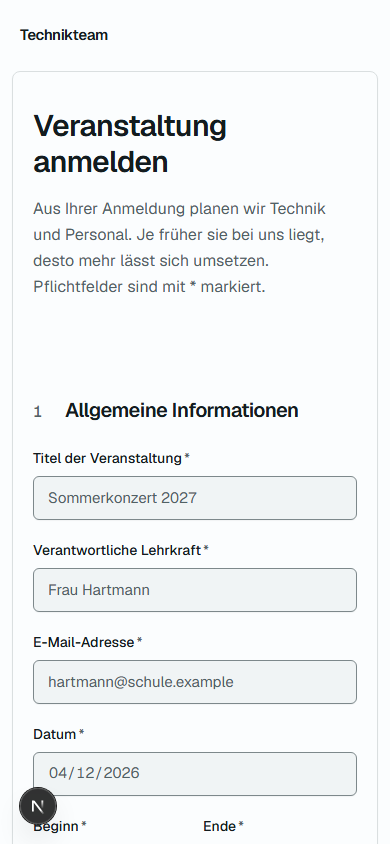 Technikteam
Veranstaltung
anmelden
Aus Ihrer Anmeldung planen wir Technik
und Personal. Je früher sie bei uns liegt,
desto mehr lässt sich umsetzen.
Pflichtfelder sind mit * markiert.
1 Allgemeine Informationen
Titel der Veranstaltung *
Sommerkonzert 2027
Verantwortliche Lehrkraft *
Frau Hartmann
E-Mail-Adresse *
hartmann@schule.example
Datum *
04/12/2026
N
Beginn * Ende *